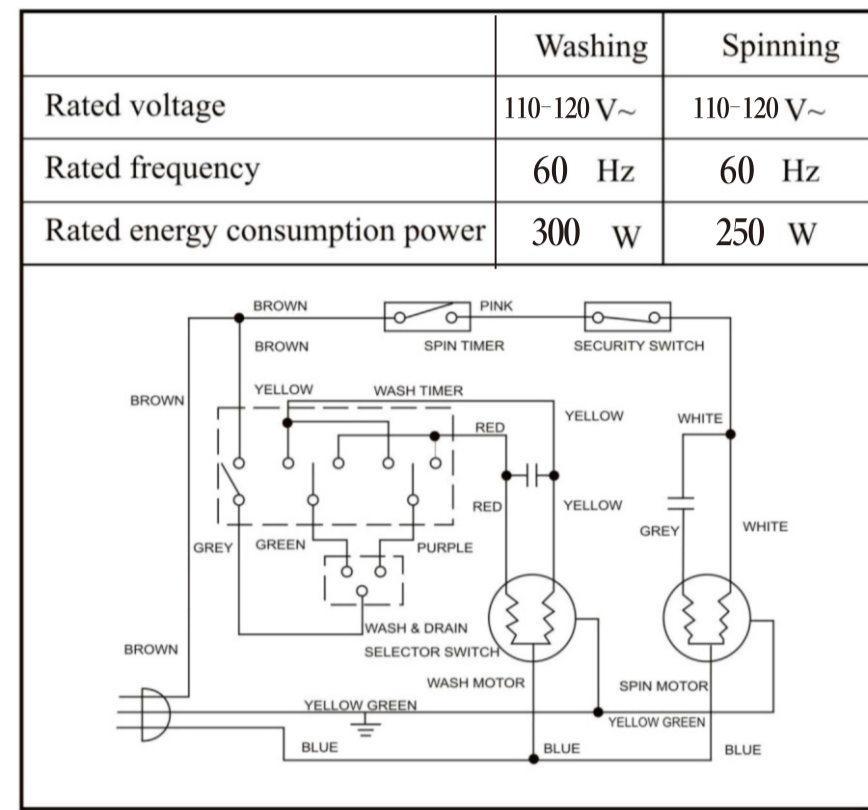 Washing Spinning
Rated voltage 110-120 V~ 110-120 V~
Rated frequency 60 Hz 60 Hz
Rated energy consumption power 300 W 250 W
BROWN PINK
BROWN SPIN TIMER SECURITY SWITCH
YELLOW WASH TIMER
BROWN
YELLOW WHITE
RED
RED YELLOW
GREY WHITE
GREY GREEN PURPLE
WASH & DRAIN
SELECTOR SWITCH
BROWN
WASH MOTOR SPIN MOTOR
YELLOW GREEN
YELLOW GREEN
BLUE BLUE BLUE